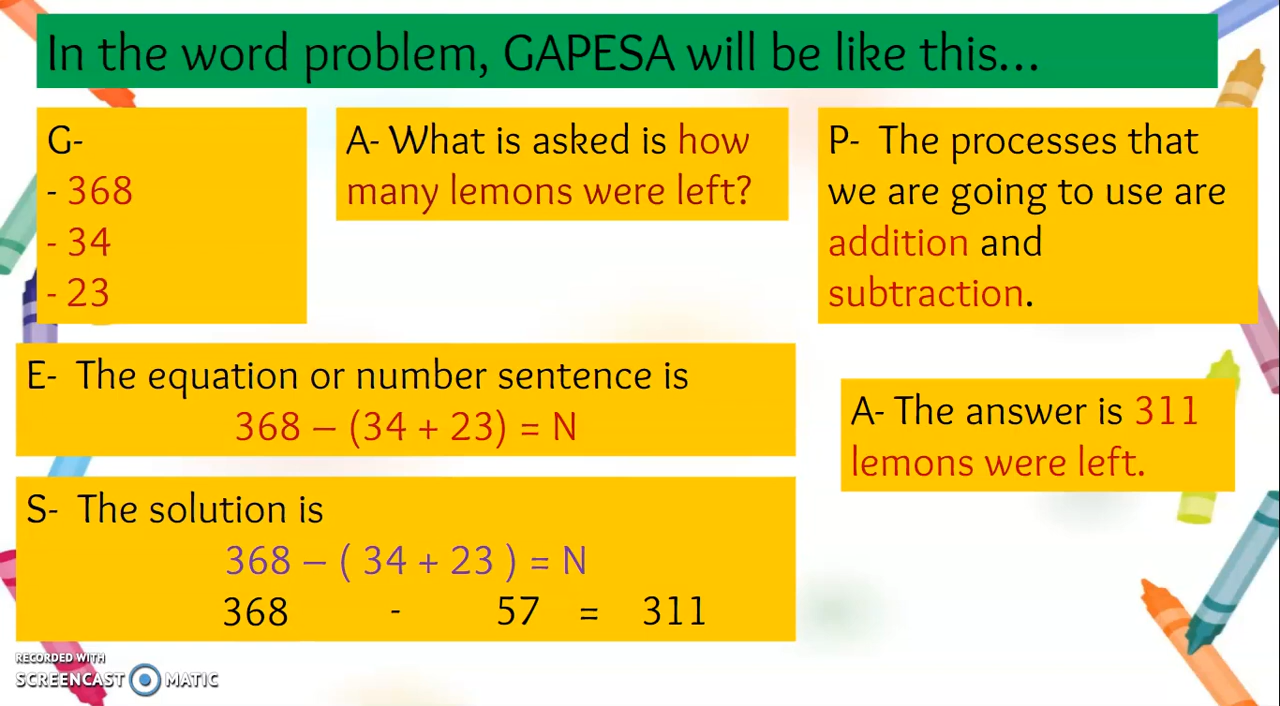 In the word problem, GAPESA will be like this...
G-
- 368
- 34
- 23
A- What is asked is how
many lemons were left?
P-  The processes that
we are going to use are
addition and
subtraction.
E-  The equation or number sentence is
368 – (34 + 23) = N
S-  The solution is
368 – ( 34 + 23 ) = N
368 - 57 = 311
A- The answer is 311
lemons were left.
RECORDED WITH
SCREENCAST MATIC